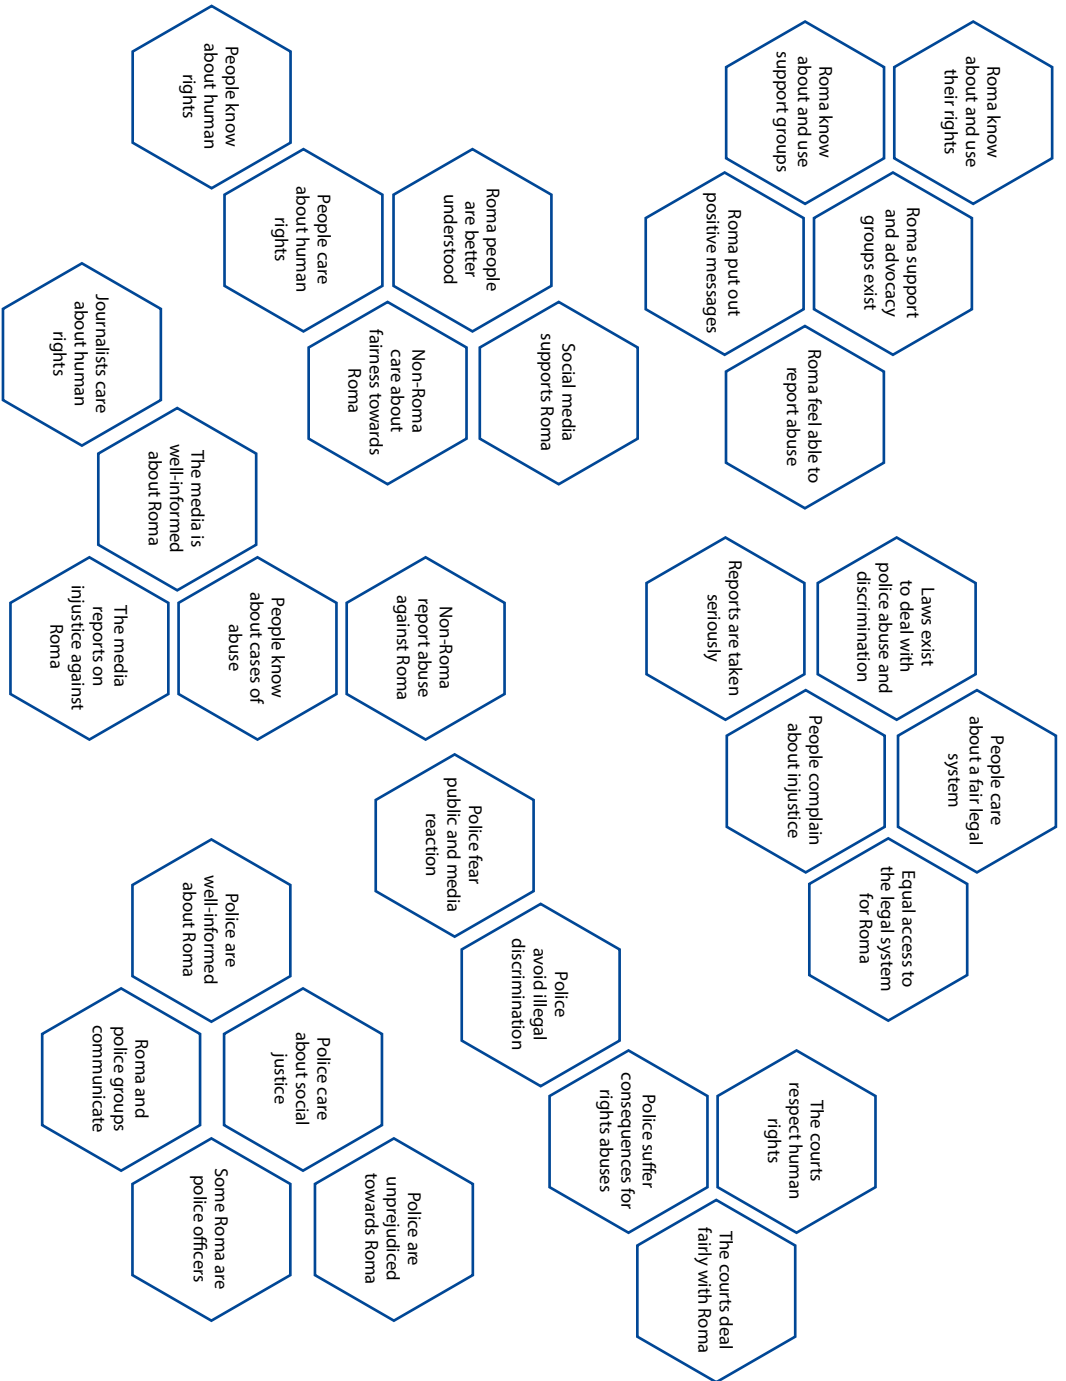 Roma know
about and use
their rights
Roma know
about and use
support groups
Roma support
and advocacy
groups exist
Roma put out
positive messages
Roma feel able to
report abuse
Laws exist
to deal with
police abuse and
discrimination
Reports are taken
seriously
People care
about a fair legal
system
People complain
about injustice
Equal access to
the legal system
for Roma
The courts
respect human
rights
Police suffer
consequences for
rights abuses
The courts deal
fairly with Roma
Police
avoid illegal
discrimination
Police fear
public and media
reaction
Social media
supports Roma
Roma people
are better
understood
Non-Roma
care about
fairness towards
Roma
People care
about human
rights
People know
about human
rights
Non-Roma
report abuse
against Roma
People know
about cases of
abuse
The media is
well-informed
about Roma
The media
reports on
injustice against
Roma
Journalists care
about human
rights
Police are
unprejudiced
towards Roma
Police care
about social
justice
Police are
well-informed
about Roma
Some Roma are
police officers
Roma and
police groups
communicate